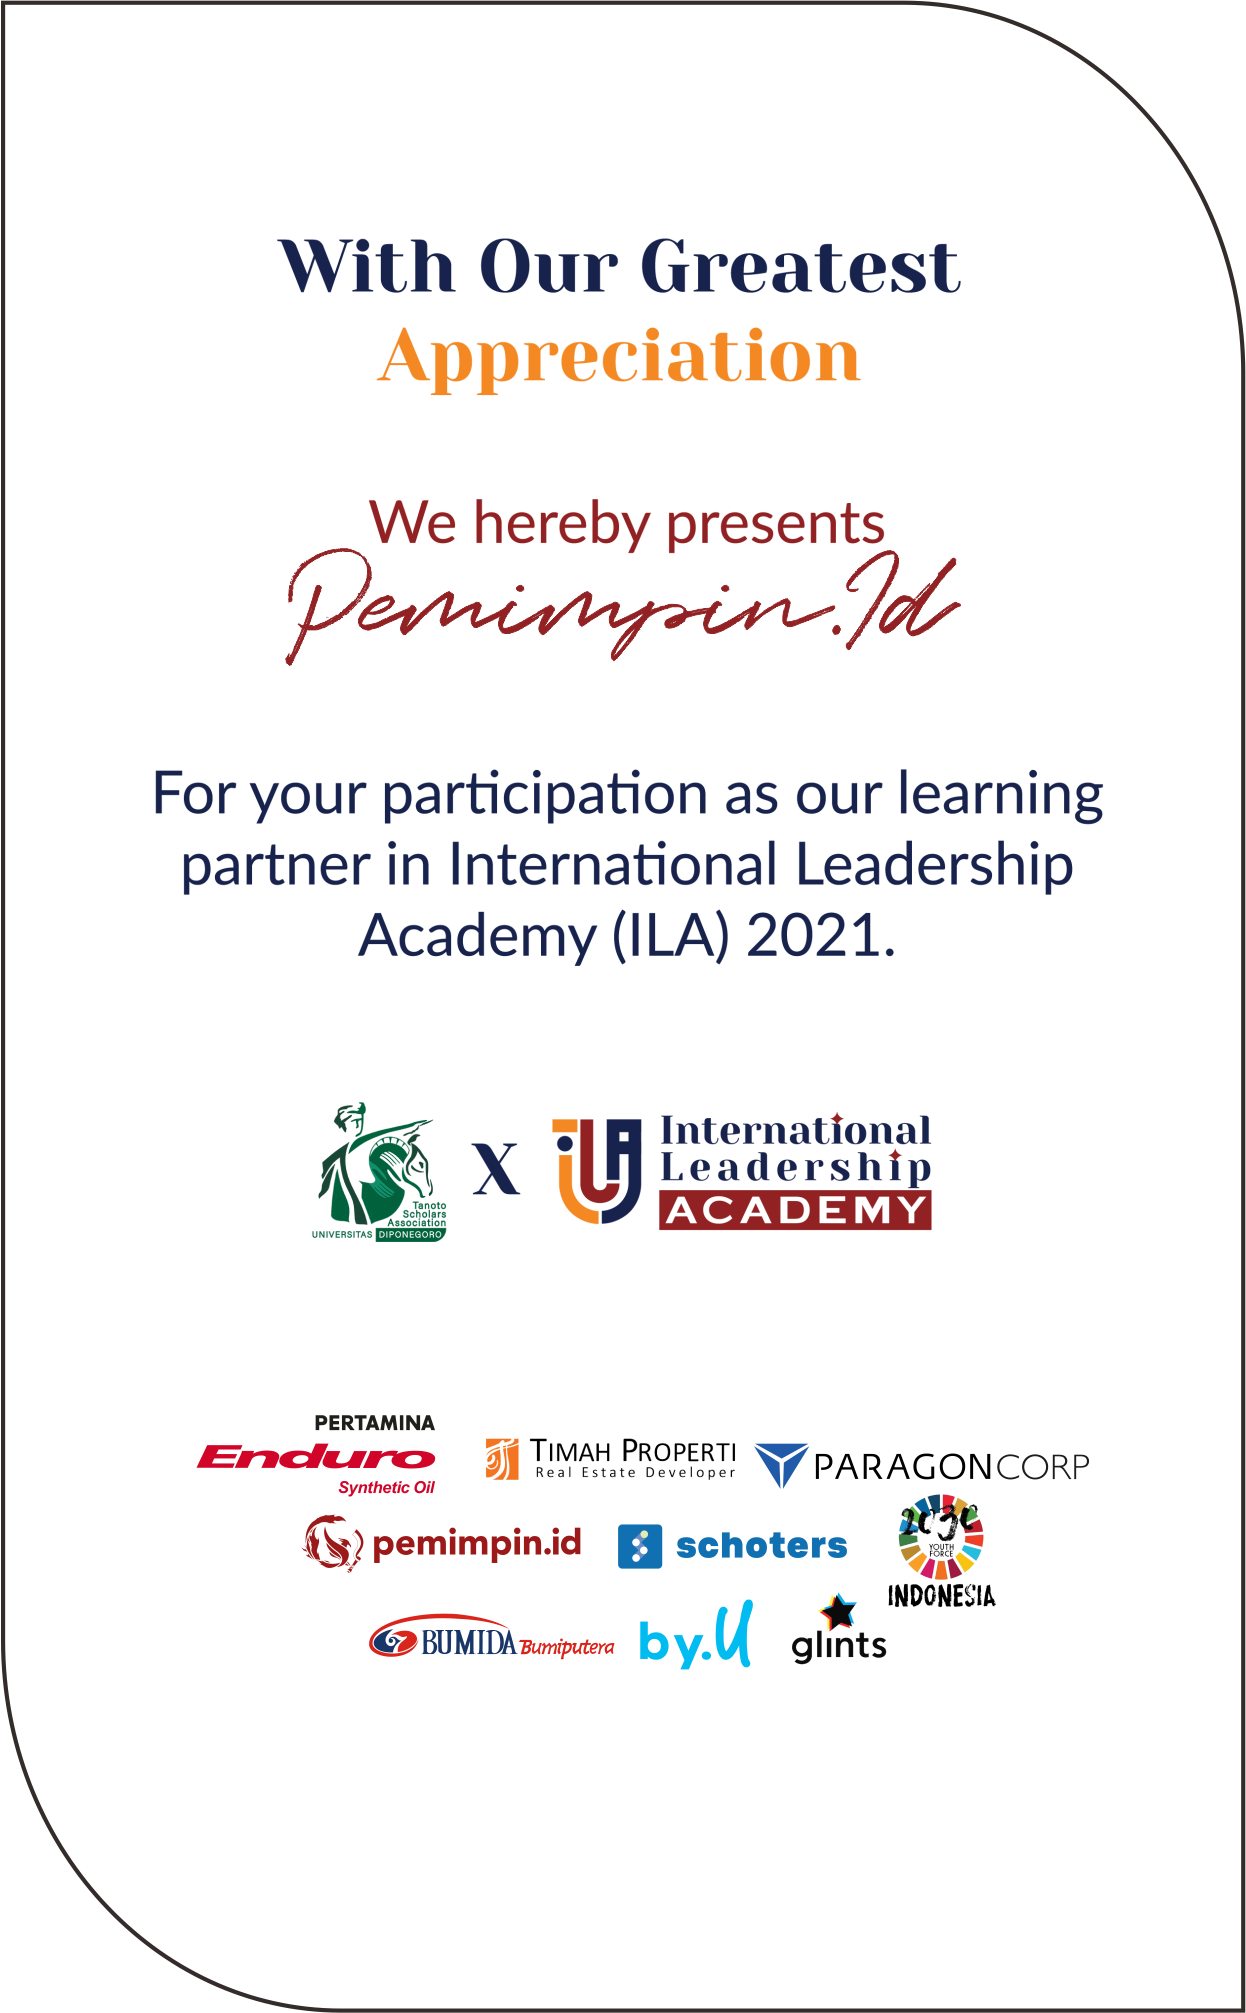 With Our Greatest
Appreciation
We hereby presents
Pemimpin.Id
For your participation as our learning
partner in International Leadership
Academy (ILA) 2021.
Tanoto
Scholars
Association
UNIVERSITAS DIPONEGORO
X
ILA
International
Leadership
ACADEMY
PERTAMINA
Enduro
Synthetic Oil
TIMAH PROPERTI
Real Estate Developer
PARAGONCORP
pemimpin.id
schoters
2030
YOUTH
FORCE
INDONESIA
BUMIDA Bumiputera
by.U
glints